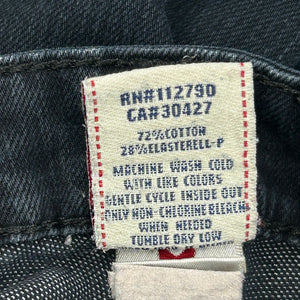 RN#112790
CA#30427
72%COTTON
28%ELASTERELL-P
MACHINE WASH COLD
WITH LIKE COLORS
GENTLE CYCLE INSIDE OUT
ONLY NON-CHLORINE BLEACH
WHEN NEEDED
TUMBLE DRY LOW